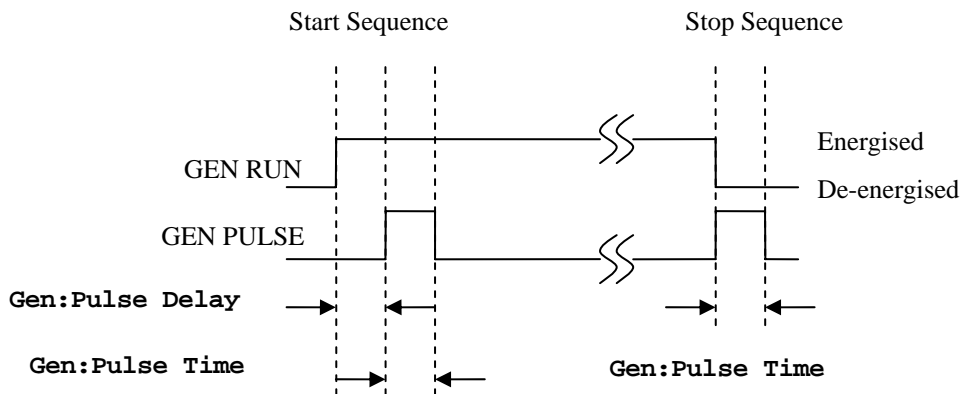 Start Sequence
Stop Sequence
Energised
GEN RUN
De-energised
GEN PULSE
Gen:Pulse Delay
Gen:Pulse Time
Gen:Pulse Time